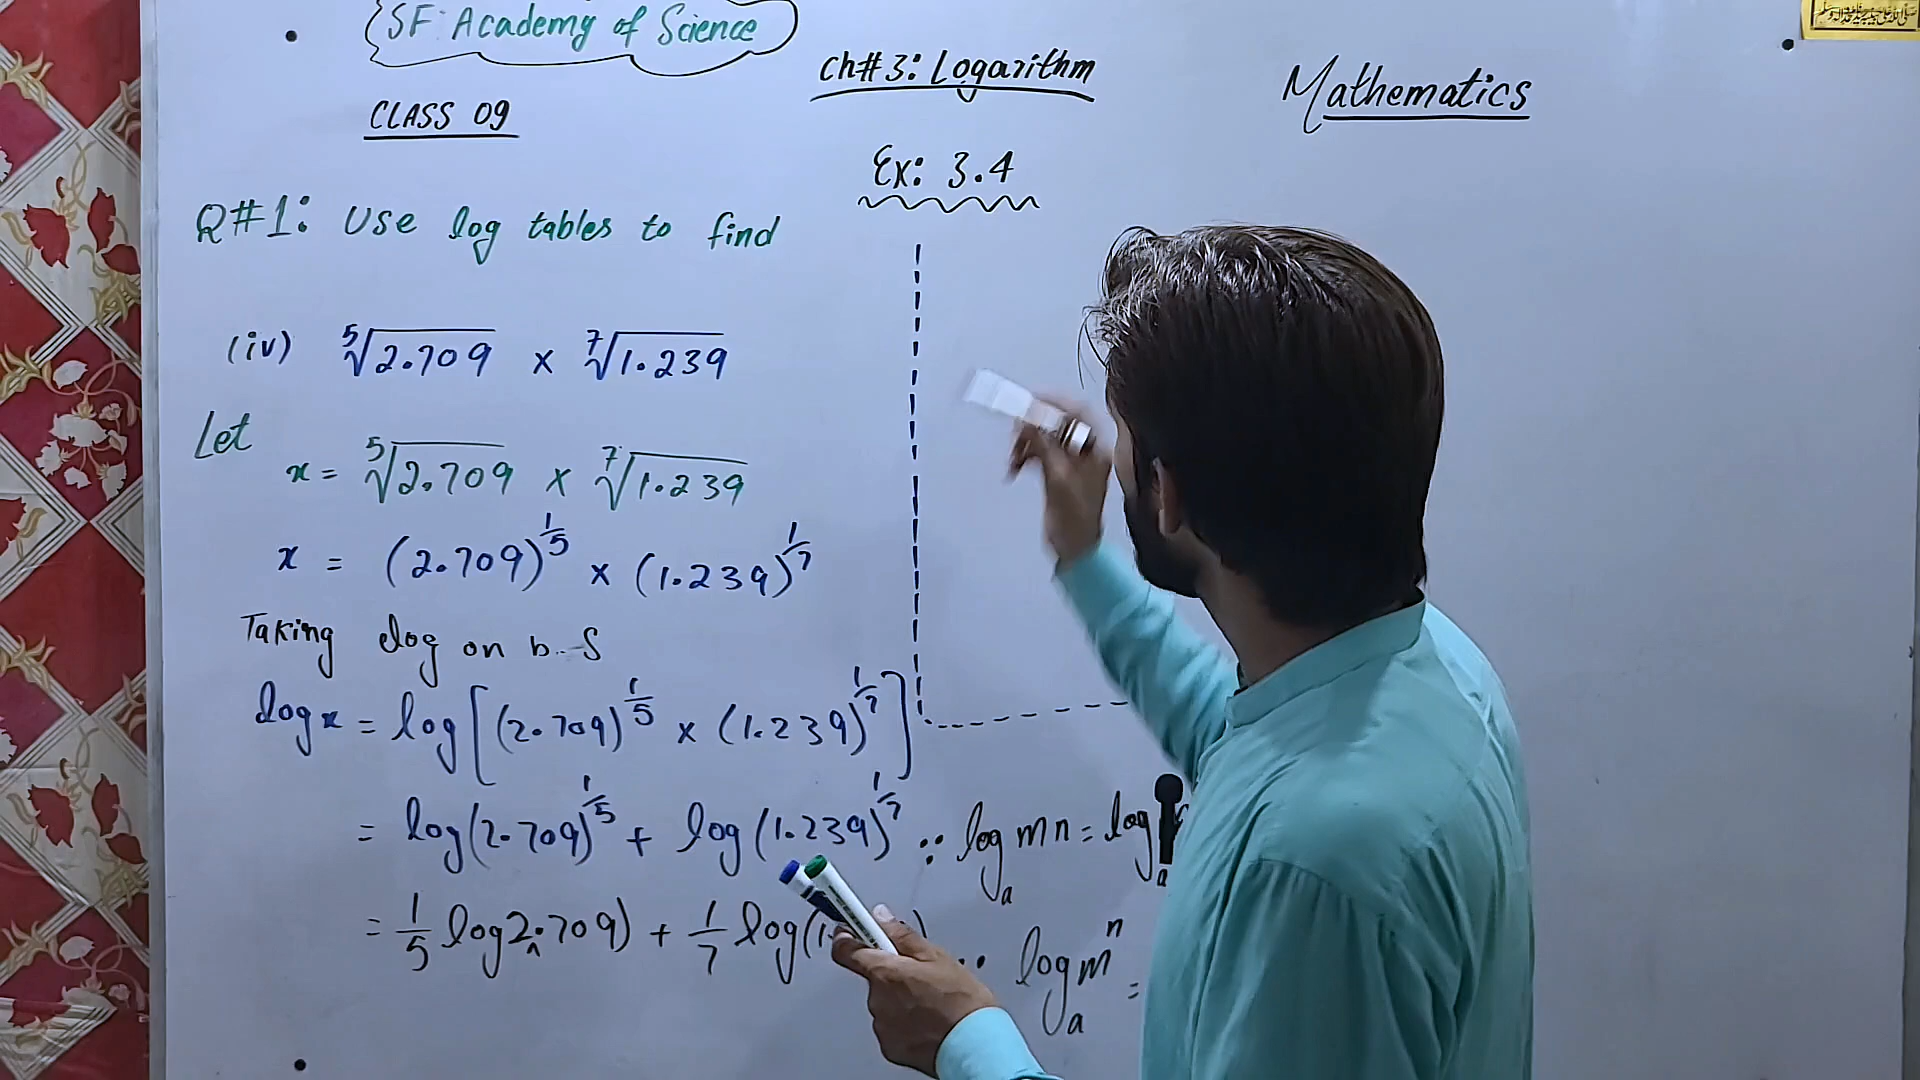 SF Academy of Science
CLASS 09
Ch#3: Logarithm
Mathematics
Ex: 3.4
Q#1: Use log tables to find
(iv) ⁵√2.709 × ⁷√1.239
Let
x = ⁵√2.709 × ⁷√1.239
x = (2.709)^1/5 × (1.239)^1/7
Taking log on b.S
log x = log[(2.709)^1/5 × (1.239)^1/7]
= log(2.709)^1/5 + log(1.239)^1/7 ∵ logₐ mn = logₐ
= 1/5 log2.709) + 1/7 log(1. ) ∵ logₐ mⁿ =